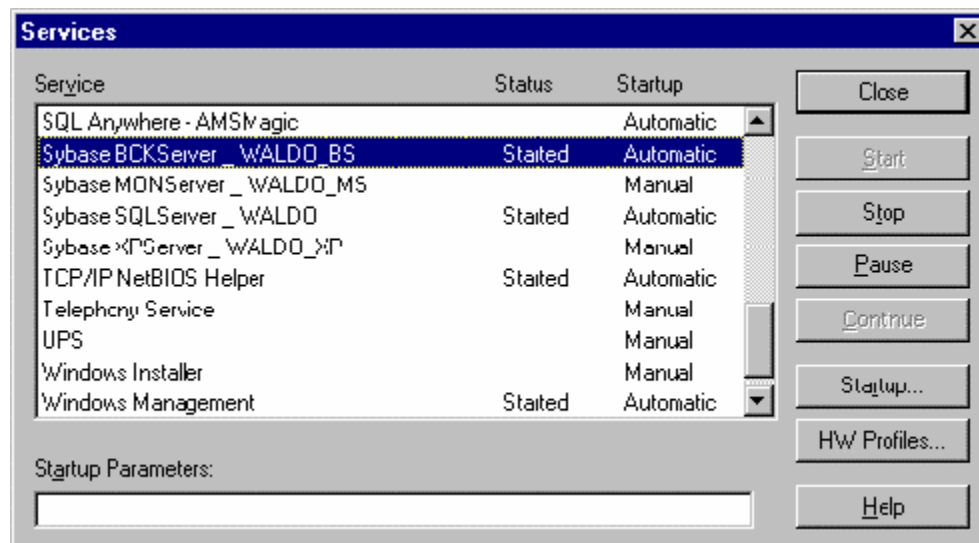 Services
Service Status Startup
SQL Anywhere - AMSMagic Automatic
Sybase BCKServer _ WALDO_BS Started Automatic
Sybase MONServer _ WALDO_MS Manual
Sybase SQLServer _ WALDO Started Automatic
Sybase XPServer _ WALDO_XP Manual
TCP/IP NetBIOS Helper Started Automatic
Telephony Service Manual
UPS Manual
Windows Installer Manual
Windows Management Started Automatic
Startup Parameters:
Close
Start
Stop
Pause
Continue
Startup...
HW Profiles...
Help